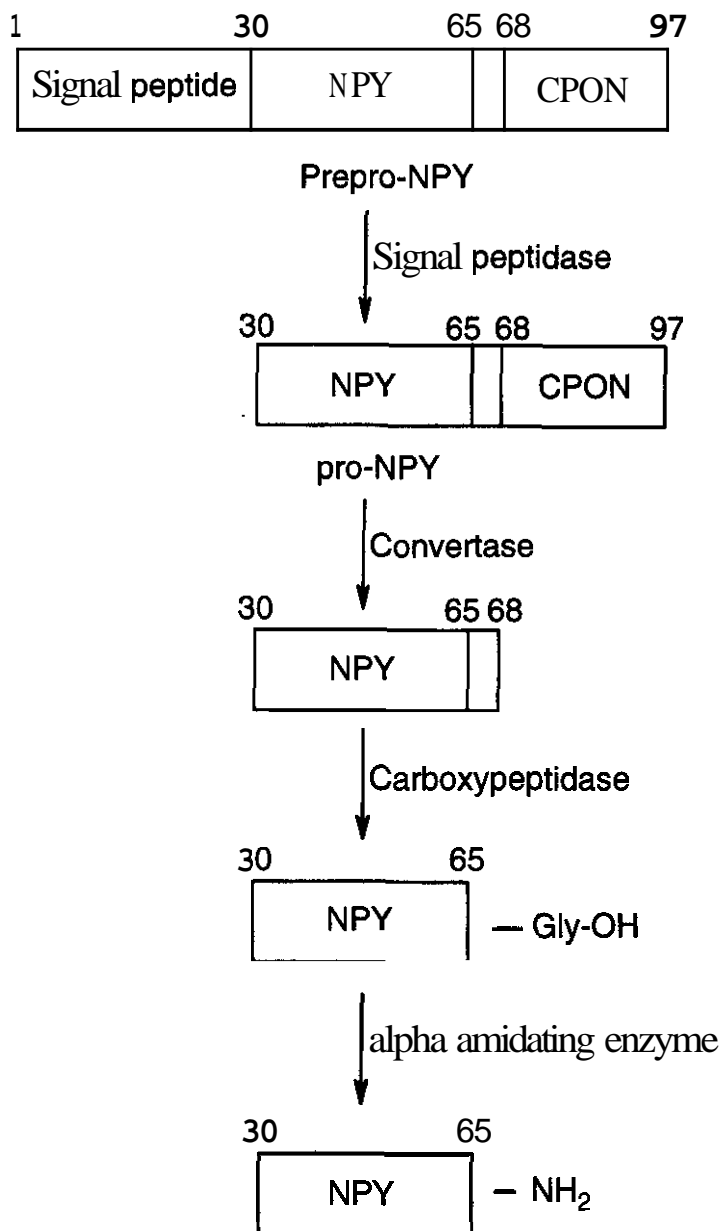 1 30 65 68 97
Signal peptide NPY CPON
Prepro-NPY
Signal peptidase
30 65 68 97
NPY CPON
pro-NPY
Convertase
30 65 68
NPY
Carboxypeptidase
30 65
NPY – Gly-OH
alpha amidating enzyme
30 65
NPY – NH₂